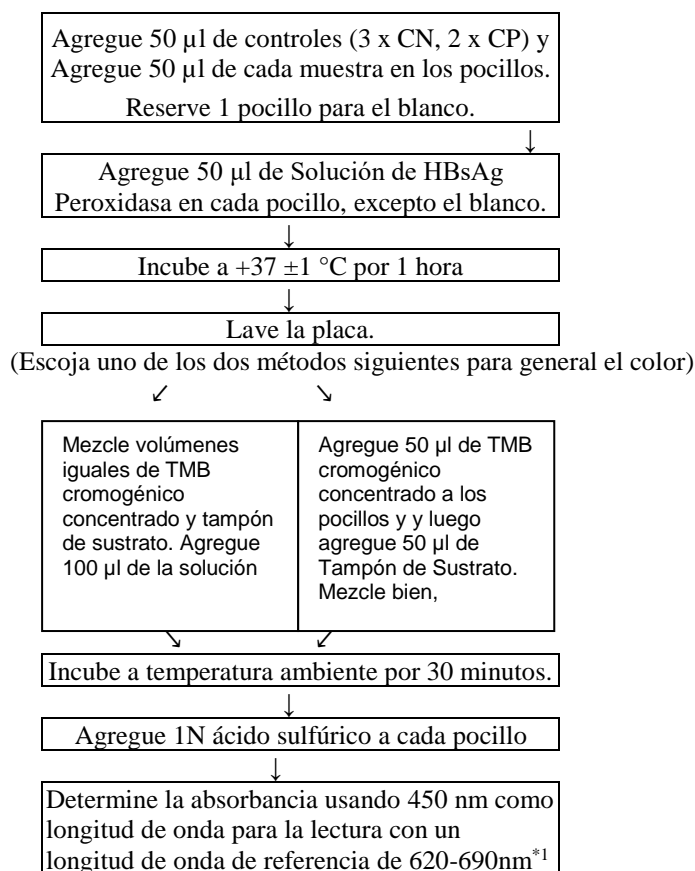 Agregue 50 µl de controles (3 x CN, 2 x CP) y
Agregue 50 µl de cada muestra en los pocillos.
Reserve 1 pocillo para el blanco.
↓
Agregue 50 µl de Solución de HBsAg
Peroxidasa en cada pocillo, excepto el blanco.
↓
Incube a +37 ±1 °C por 1 hora
↓
Lave la placa.
(Escoja uno de los dos métodos siguientes para general el color)
↙ ↘
Mezcle volúmenes
iguales de TMB
cromogénico
concentrado y tampón
de sustrato. Agregue
100 µl de la solución
Agregue 50 µl de TMB
cromogénico
concentrado a los
pocillos y y luego
agregue 50 µl de
Tampón de Sustrato.
Mezcle bien,
↘ ↙
Incube a temperatura ambiente por 30 minutos.
↓
Agregue 1N ácido sulfúrico a cada pocillo
↓
Determine la absorbancia usando 450 nm como
longitud de onda para la lectura con un
longitud de onda de referencia de 620-690nm*1